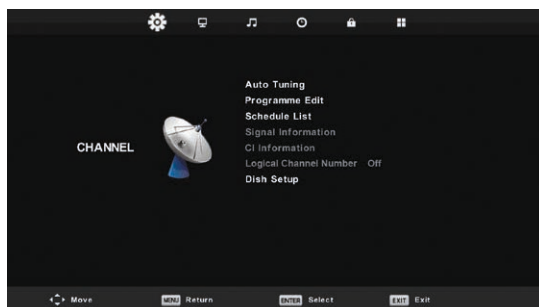 Auto Tuning
Programme Edit
Schedule List
Signal Information
CHANNEL
CI Information
Logical Channel Number Off
Dish Setup
Move MENU Return ENTER Select EXIT Exit